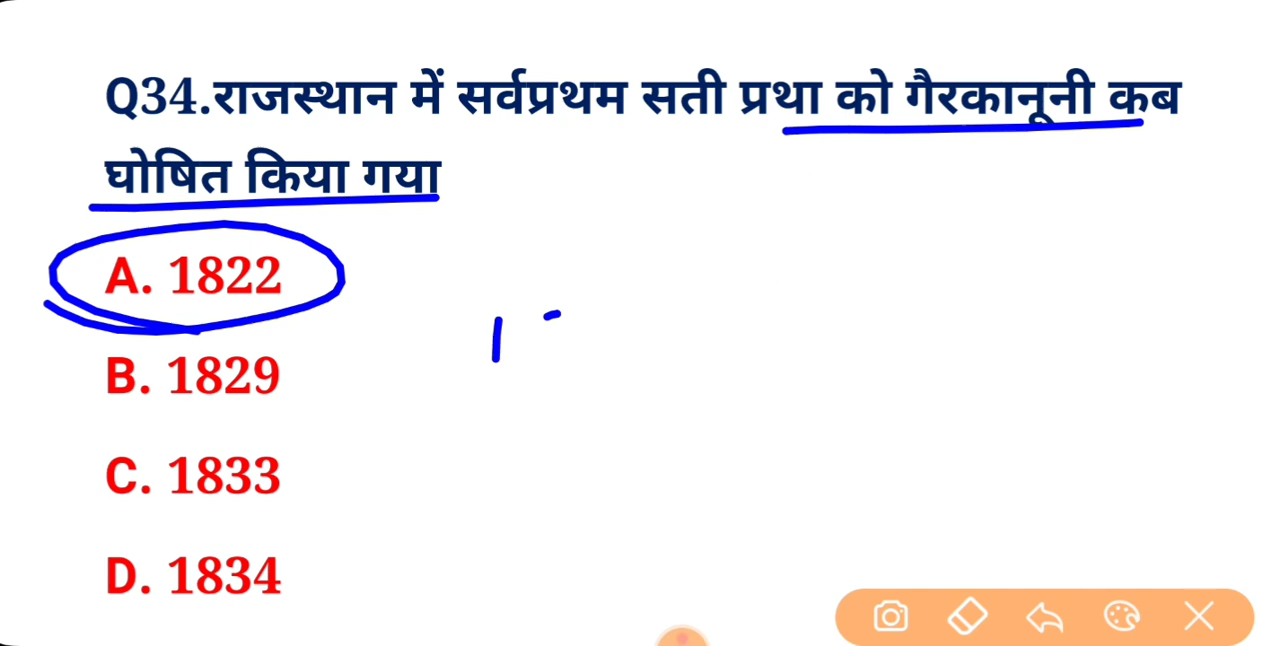 Q34.राजस्थान में सर्वप्रथम सती प्रथा को गैरकानूनी कब
घोषित किया गया
A. 1822
B. 1829
C. 1833
D. 1834